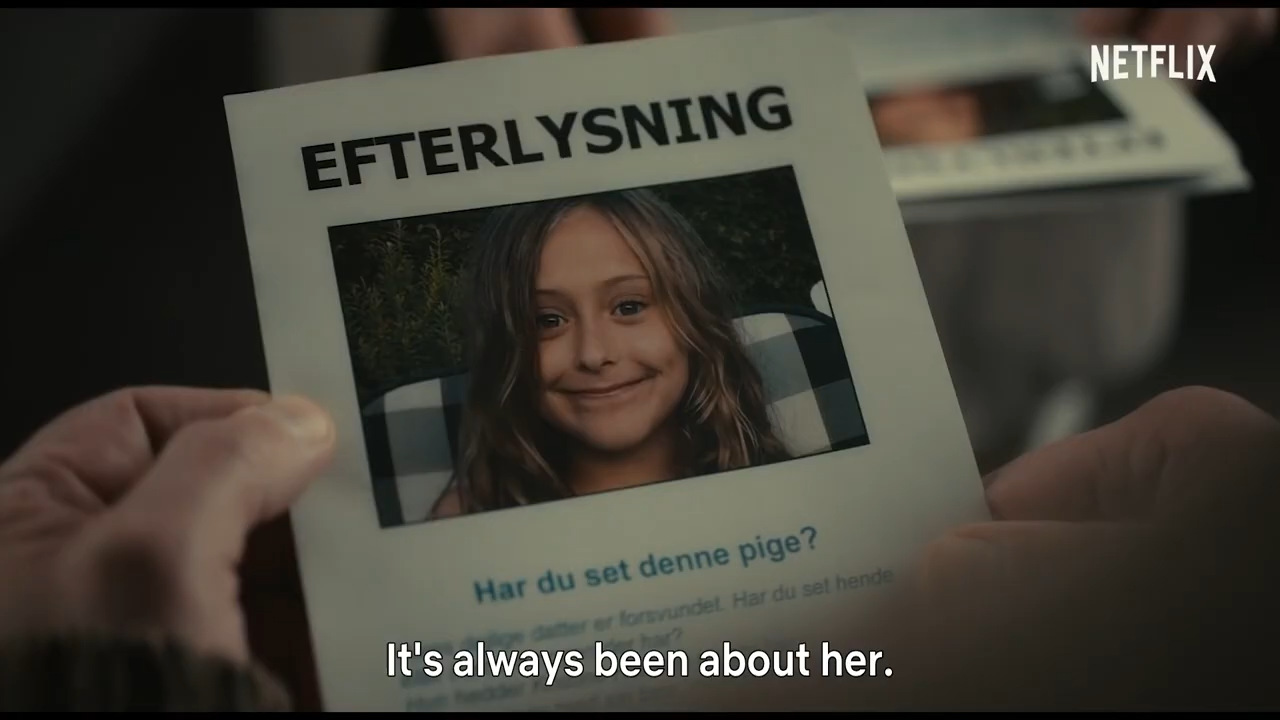 NETFLIX
EFTERLYSNING
Har du set denne pige?
datter er forsvundet. Har du set hende
It's always been about her.